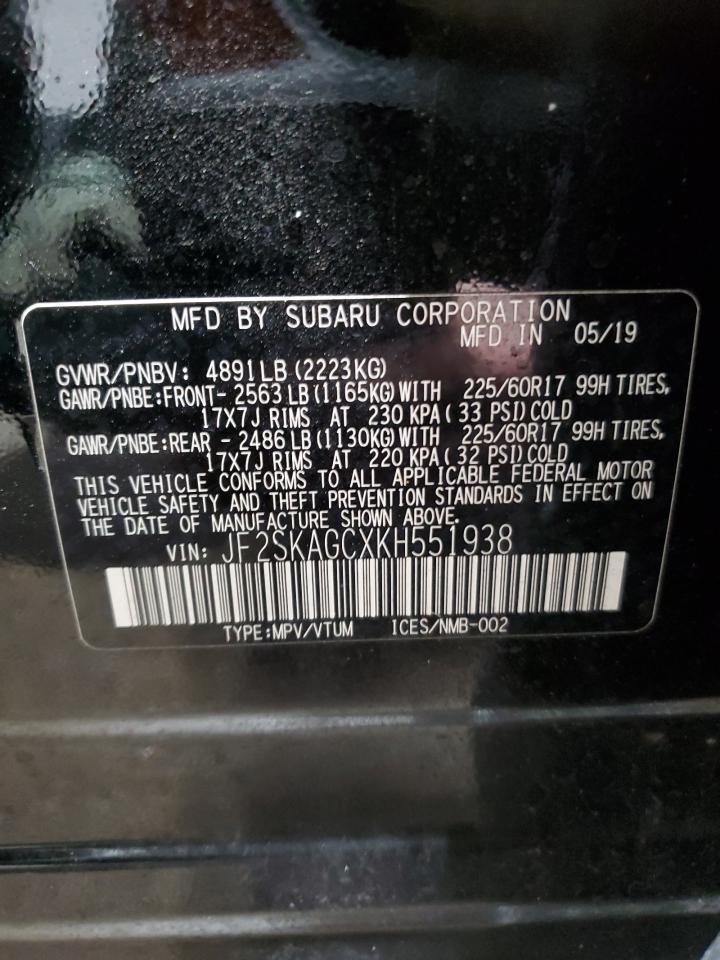 MFD BY SUBARU CORPORATION
MFD IN 05/19
GVWR/PNBV: 4891LB(2223KG)
GAWR/PNBE:FRONT- 2563LB(1165KG)WITH 225/60R17 99H TIRES,
17X7J RIMS AT 230 KPA( 33 PSI)COLD
GAWR/PNBE:REAR - 2486LB(1130KG)WITH 225/60R17 99H TIRES,
17X7J RIMS AT 220 KPA( 32 PSI)COLD
THIS VEHICLE CONFORMS TO ALL APPLICABLE FEDERAL MOTOR
VEHICLE SAFETY AND THEFT PREVENTION STANDARDS IN EFFECT ON
THE DATE OF MANUFACTURE SHOWN ABOVE.
VIN: JF2SKAGCXKH551938
TYPE:MPV/VTUM ICES/NMB-002